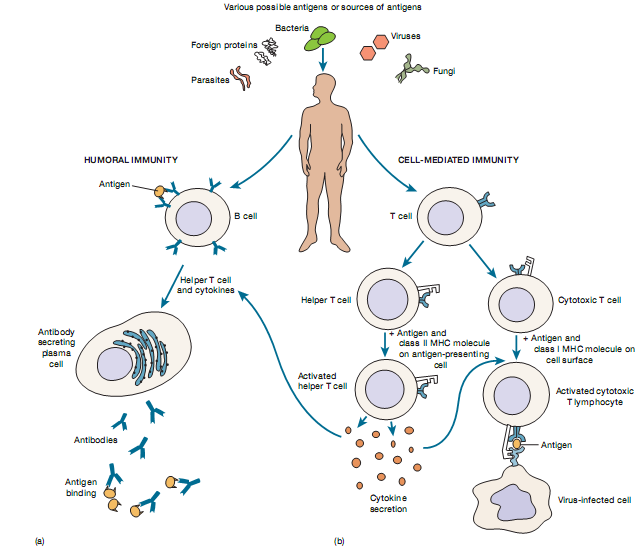 Various possible antigens or sources of antigens
Bacteria
Viruses
Foreign proteins
Parasites
Fungi
HUMORAL IMMUNITY
CELL-MEDIATED IMMUNITY
Antigen
B cell
T cell
Helper T cell
and cytokines
Helper T cell
Cytotoxic T cell
Antibody
secreting
plasma
cell
+ Antigen and
class II MHC molecule
on antigen-presenting
cell
+ Antigen and
class I MHC molecule on
cell surface
Activated
helper T cell
Activated cytotoxic
T lymphocyte
Antibodies
Antigen
Antigen
binding
Cytokine
secretion
Virus-infected cell
(a)
(b)